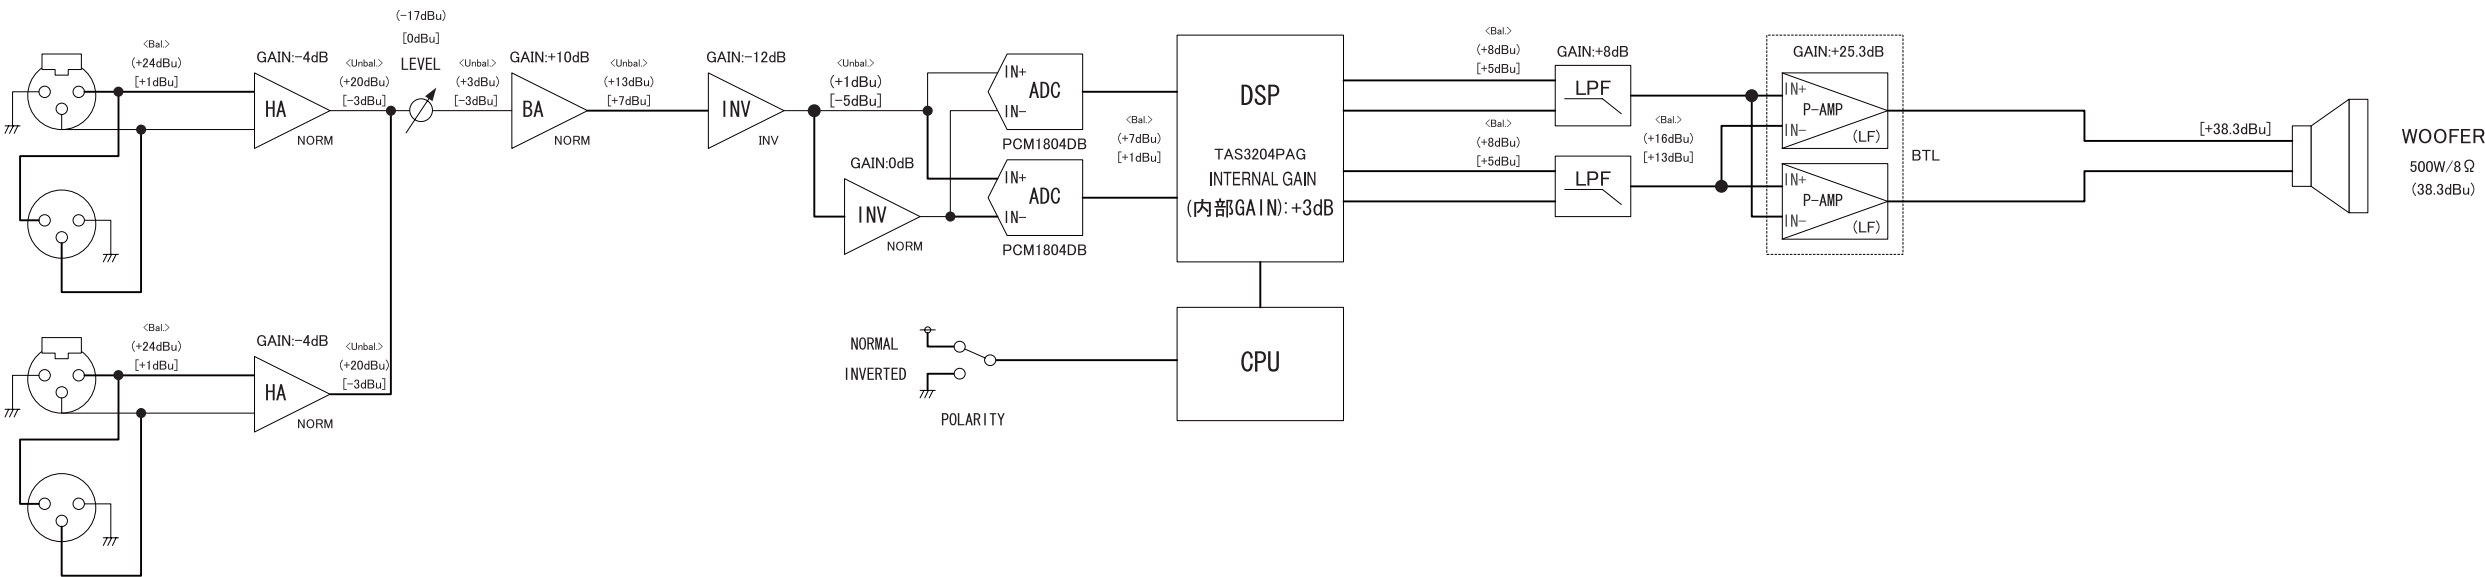 <Bal.>
(+24dBu)
[+1dBu]
GAIN:-4dB
HA
NORM
<Unbal.>
(+20dBu)
[-3dBu]
(-17dBu)
[0dBu]
LEVEL
<Unbal.>
(+3dBu)
[-3dBu]
GAIN:+10dB
BA
NORM
<Unbal.>
(+13dBu)
[+7dBu]
GAIN:-12dB
INV
INV
<Unbal.>
(+1dBu)
[-5dBu]
GAIN:0dB
INV
NORM
IN+
ADC
IN-
PCM1804DB
IN+
ADC
IN-
PCM1804DB
<Bal.>
(+7dBu)
[+1dBu]
DSP
TAS3204PAG
INTERNAL GAIN
(内部GAIN):+3dB
<Bal.>
(+8dBu)
[+5dBu]
<Bal.>
(+8dBu)
[+5dBu]
GAIN:+8dB
LPF
LPF
<Bal.>
(+16dBu)
[+13dBu]
GAIN:+25.3dB
IN+
P-AMP
IN-
(LF)
IN+
P-AMP
IN-
(LF)
BTL
[+38.3dBu]
WOOFER
500W/8Ω
(38.3dBu)
<Bal.>
(+24dBu)
[+1dBu]
GAIN:-4dB
HA
NORM
<Unbal.>
(+20dBu)
[-3dBu]
NORMAL
INVERTED
POLARITY
CPU